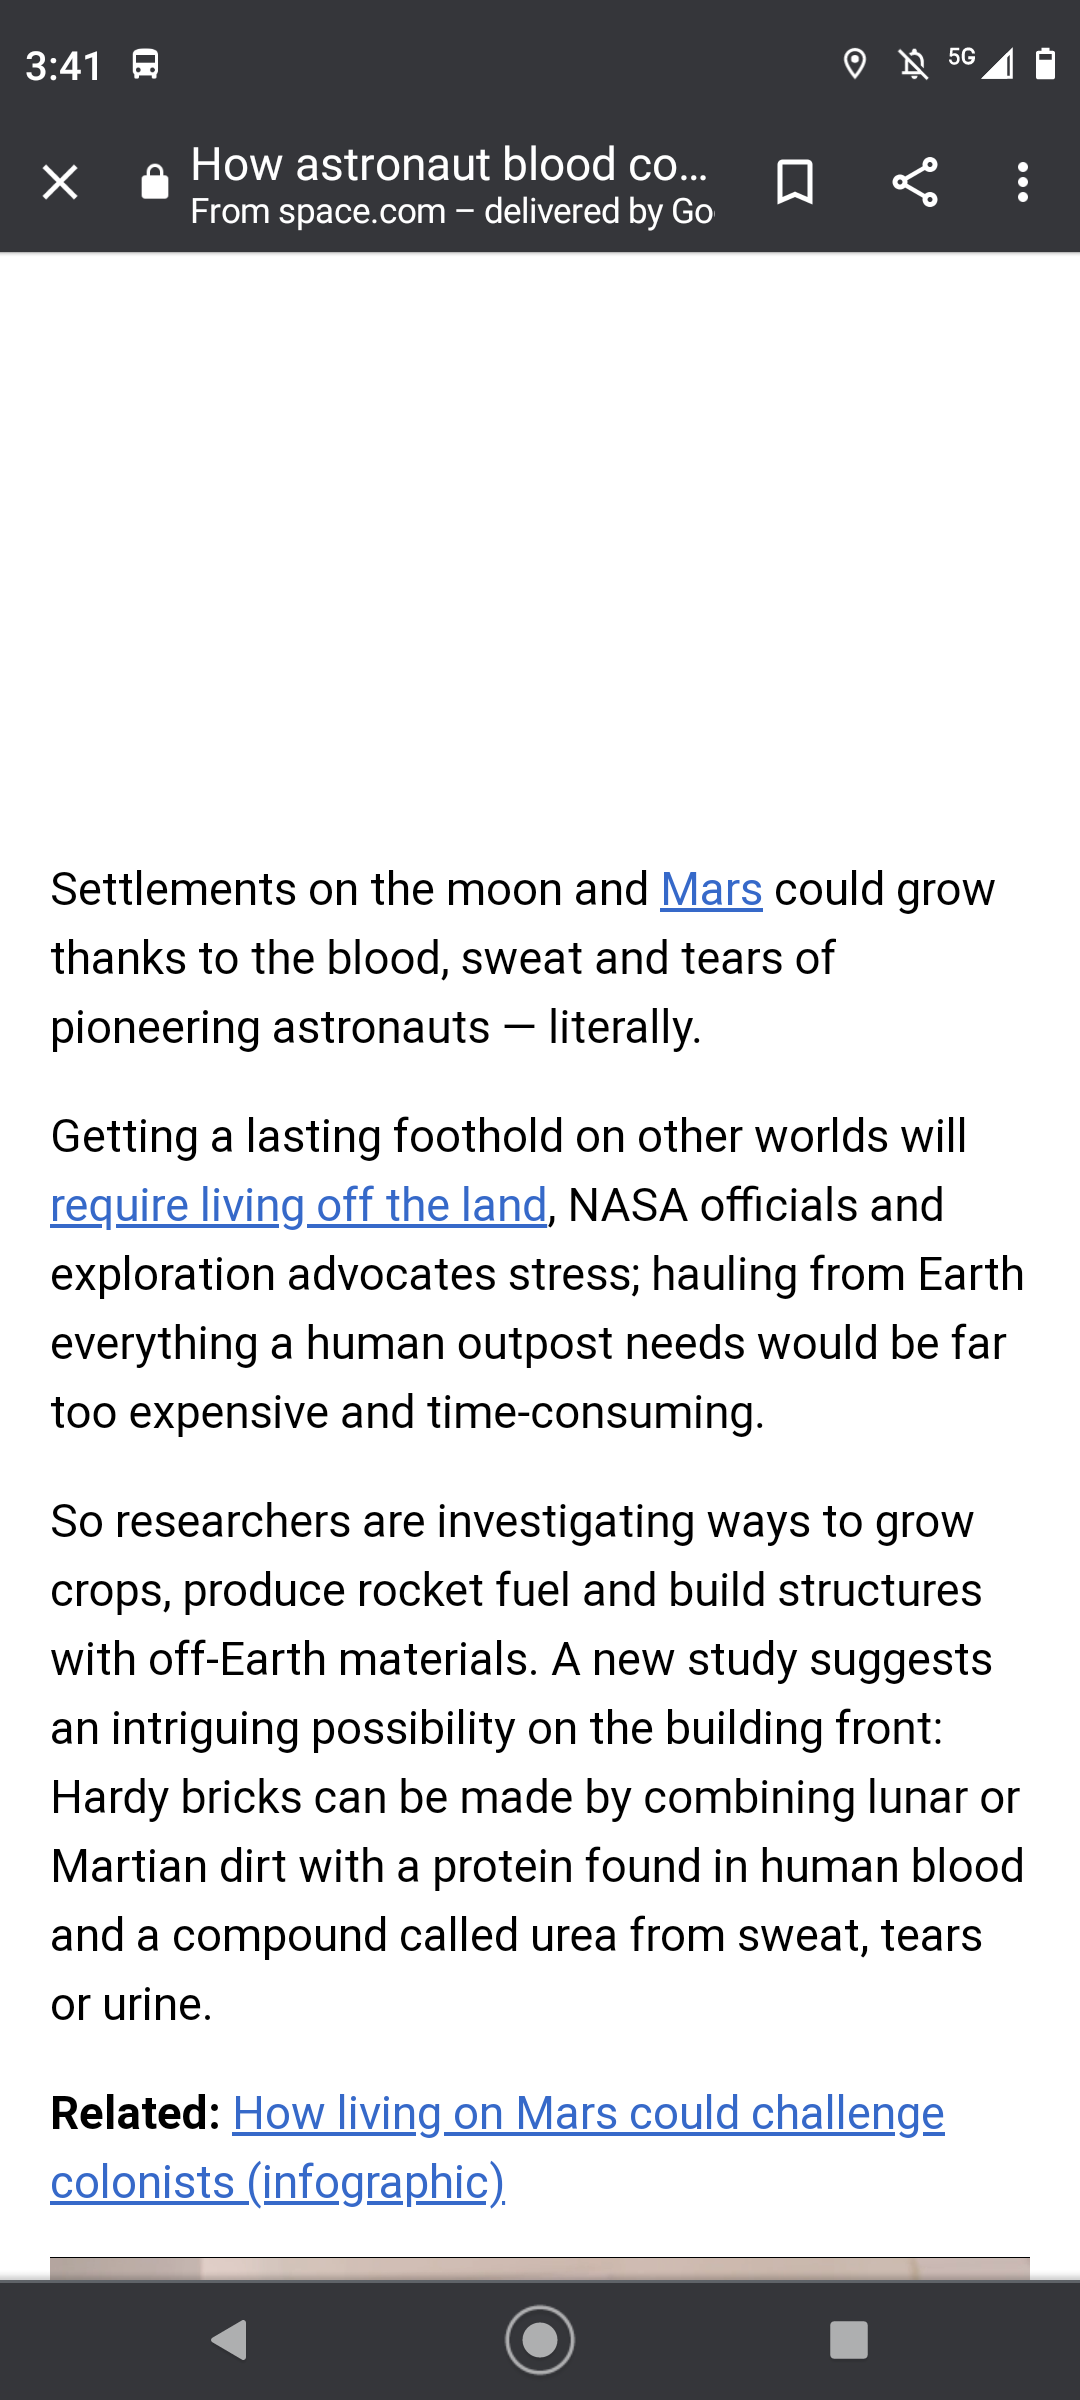 3:41
5G
How astronaut blood co...
From space.com – delivered by Go
Settlements on the moon and Mars could grow
thanks to the blood, sweat and tears of
pioneering astronauts — literally.
Getting a lasting foothold on other worlds will
require living off the land, NASA officials and
exploration advocates stress; hauling from Earth
everything a human outpost needs would be far
too expensive and time-consuming.
So researchers are investigating ways to grow
crops, produce rocket fuel and build structures
with off-Earth materials. A new study suggests
an intriguing possibility on the building front:
Hardy bricks can be made by combining lunar or
Martian dirt with a protein found in human blood
and a compound called urea from sweat, tears
or urine.
Related: How living on Mars could challenge
colonists (infographic)